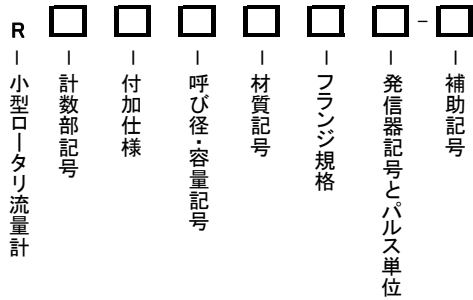 R □ □ □ □ □ □-□
小型ロータリ流量計
計数部記号
付加仕様
呼び径・容量記号
材質記号
フランジ規格
発信器記号とパルス単位
補助記号